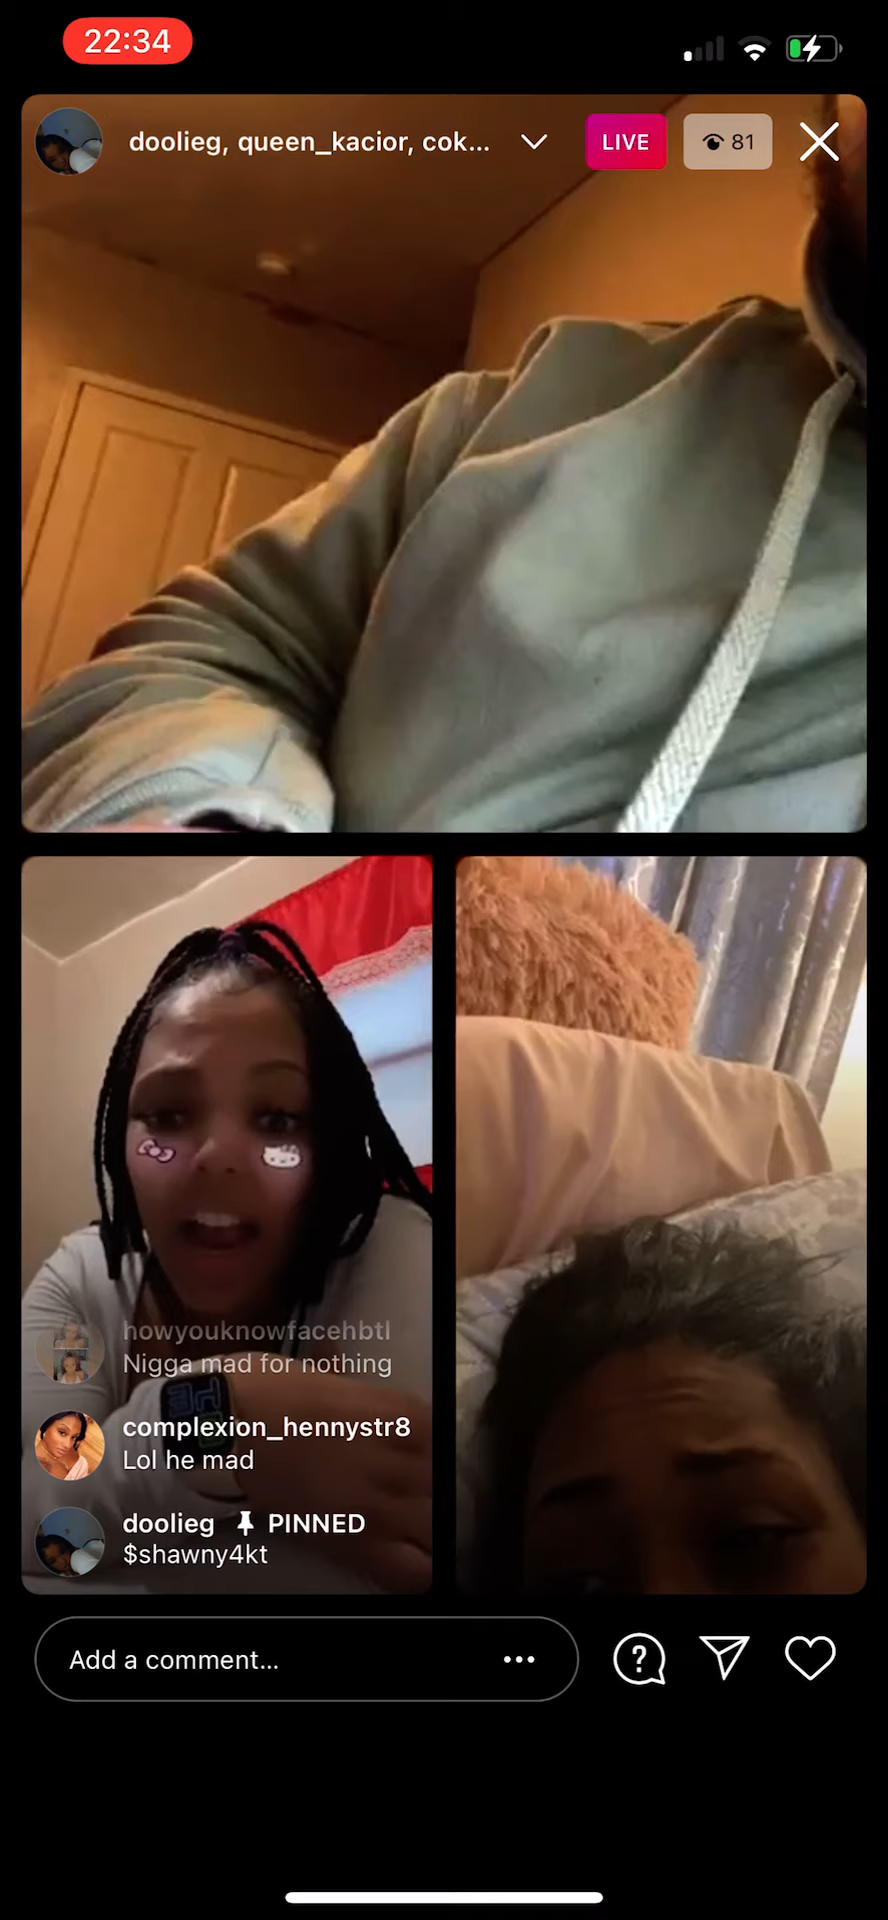 22:34
doolieg, queen_kacior, cok...
LIVE
81
howyouknowfacehbtl
Nigga mad for nothing
complexion_hennystr8
Lol he mad
doolieg PINNED
$shawny4kt
Add a comment...